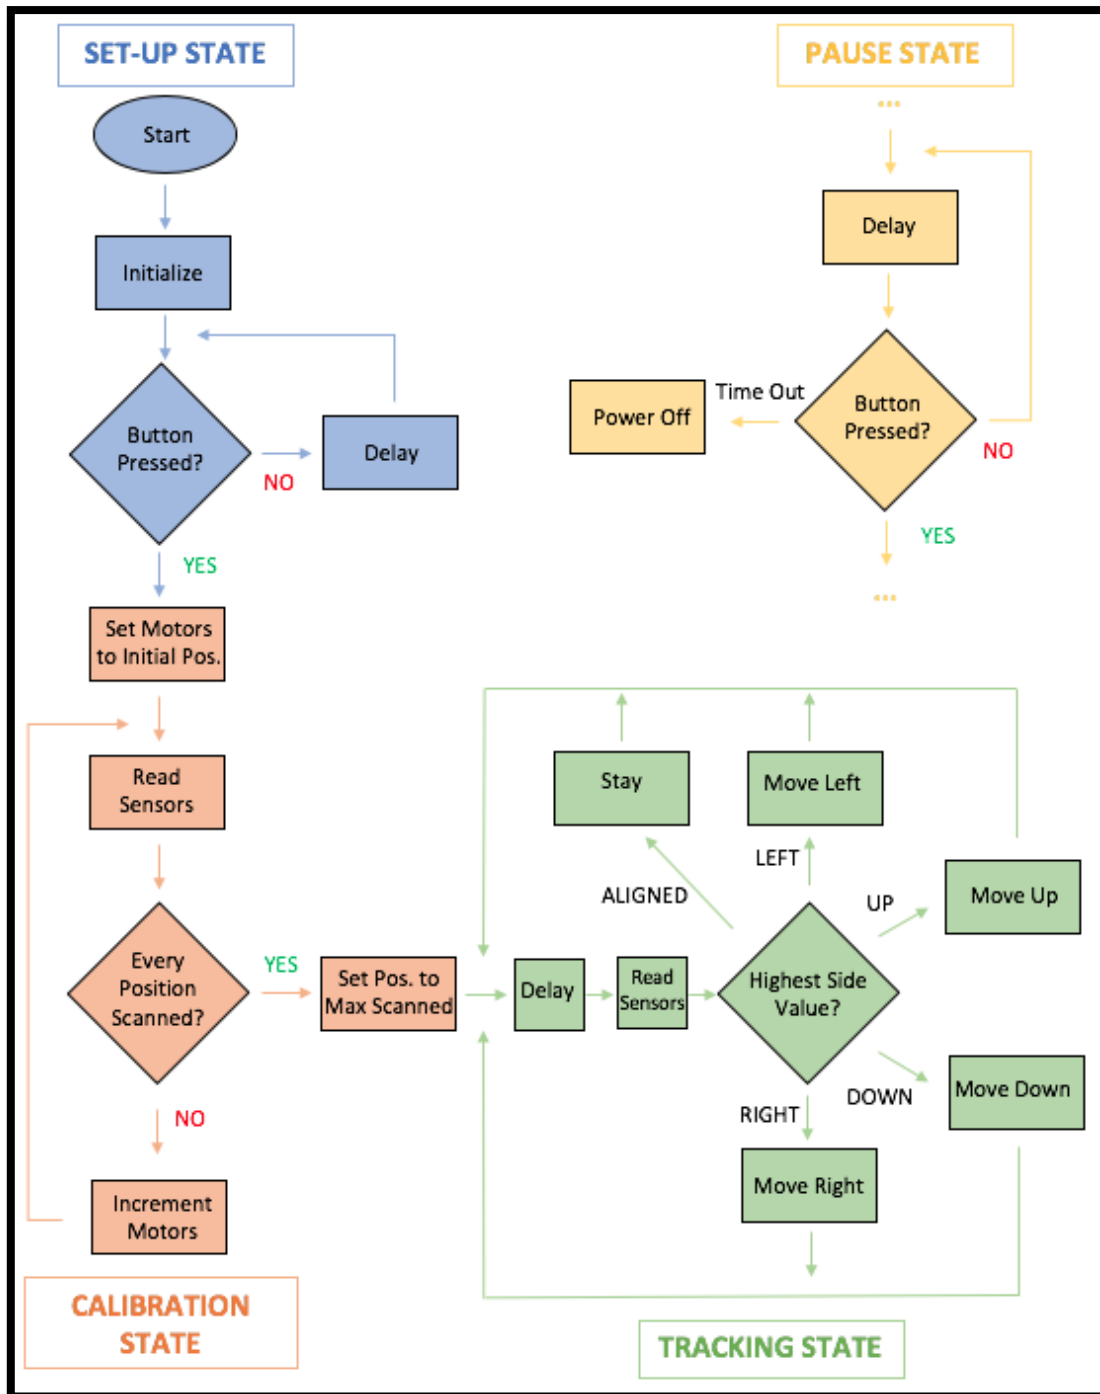 SET-UP STATE
Start
Initialize
Button
Pressed?
NO
Delay
YES
Set Motors
to Initial Pos.
Read
Sensors
Every
Position
Scanned?
YES
NO
Increment
Motors
Set Pos. to
Max Scanned
CALIBRATION
STATE
PAUSE STATE
...
Delay
Button
Pressed?
Time Out
Power Off
NO
YES
...
Delay
Read
Sensors
Highest Side
Value?
ALIGNED
Stay
LEFT
Move Left
UP
Move Up
DOWN
Move Down
RIGHT
Move Right
TRACKING STATE